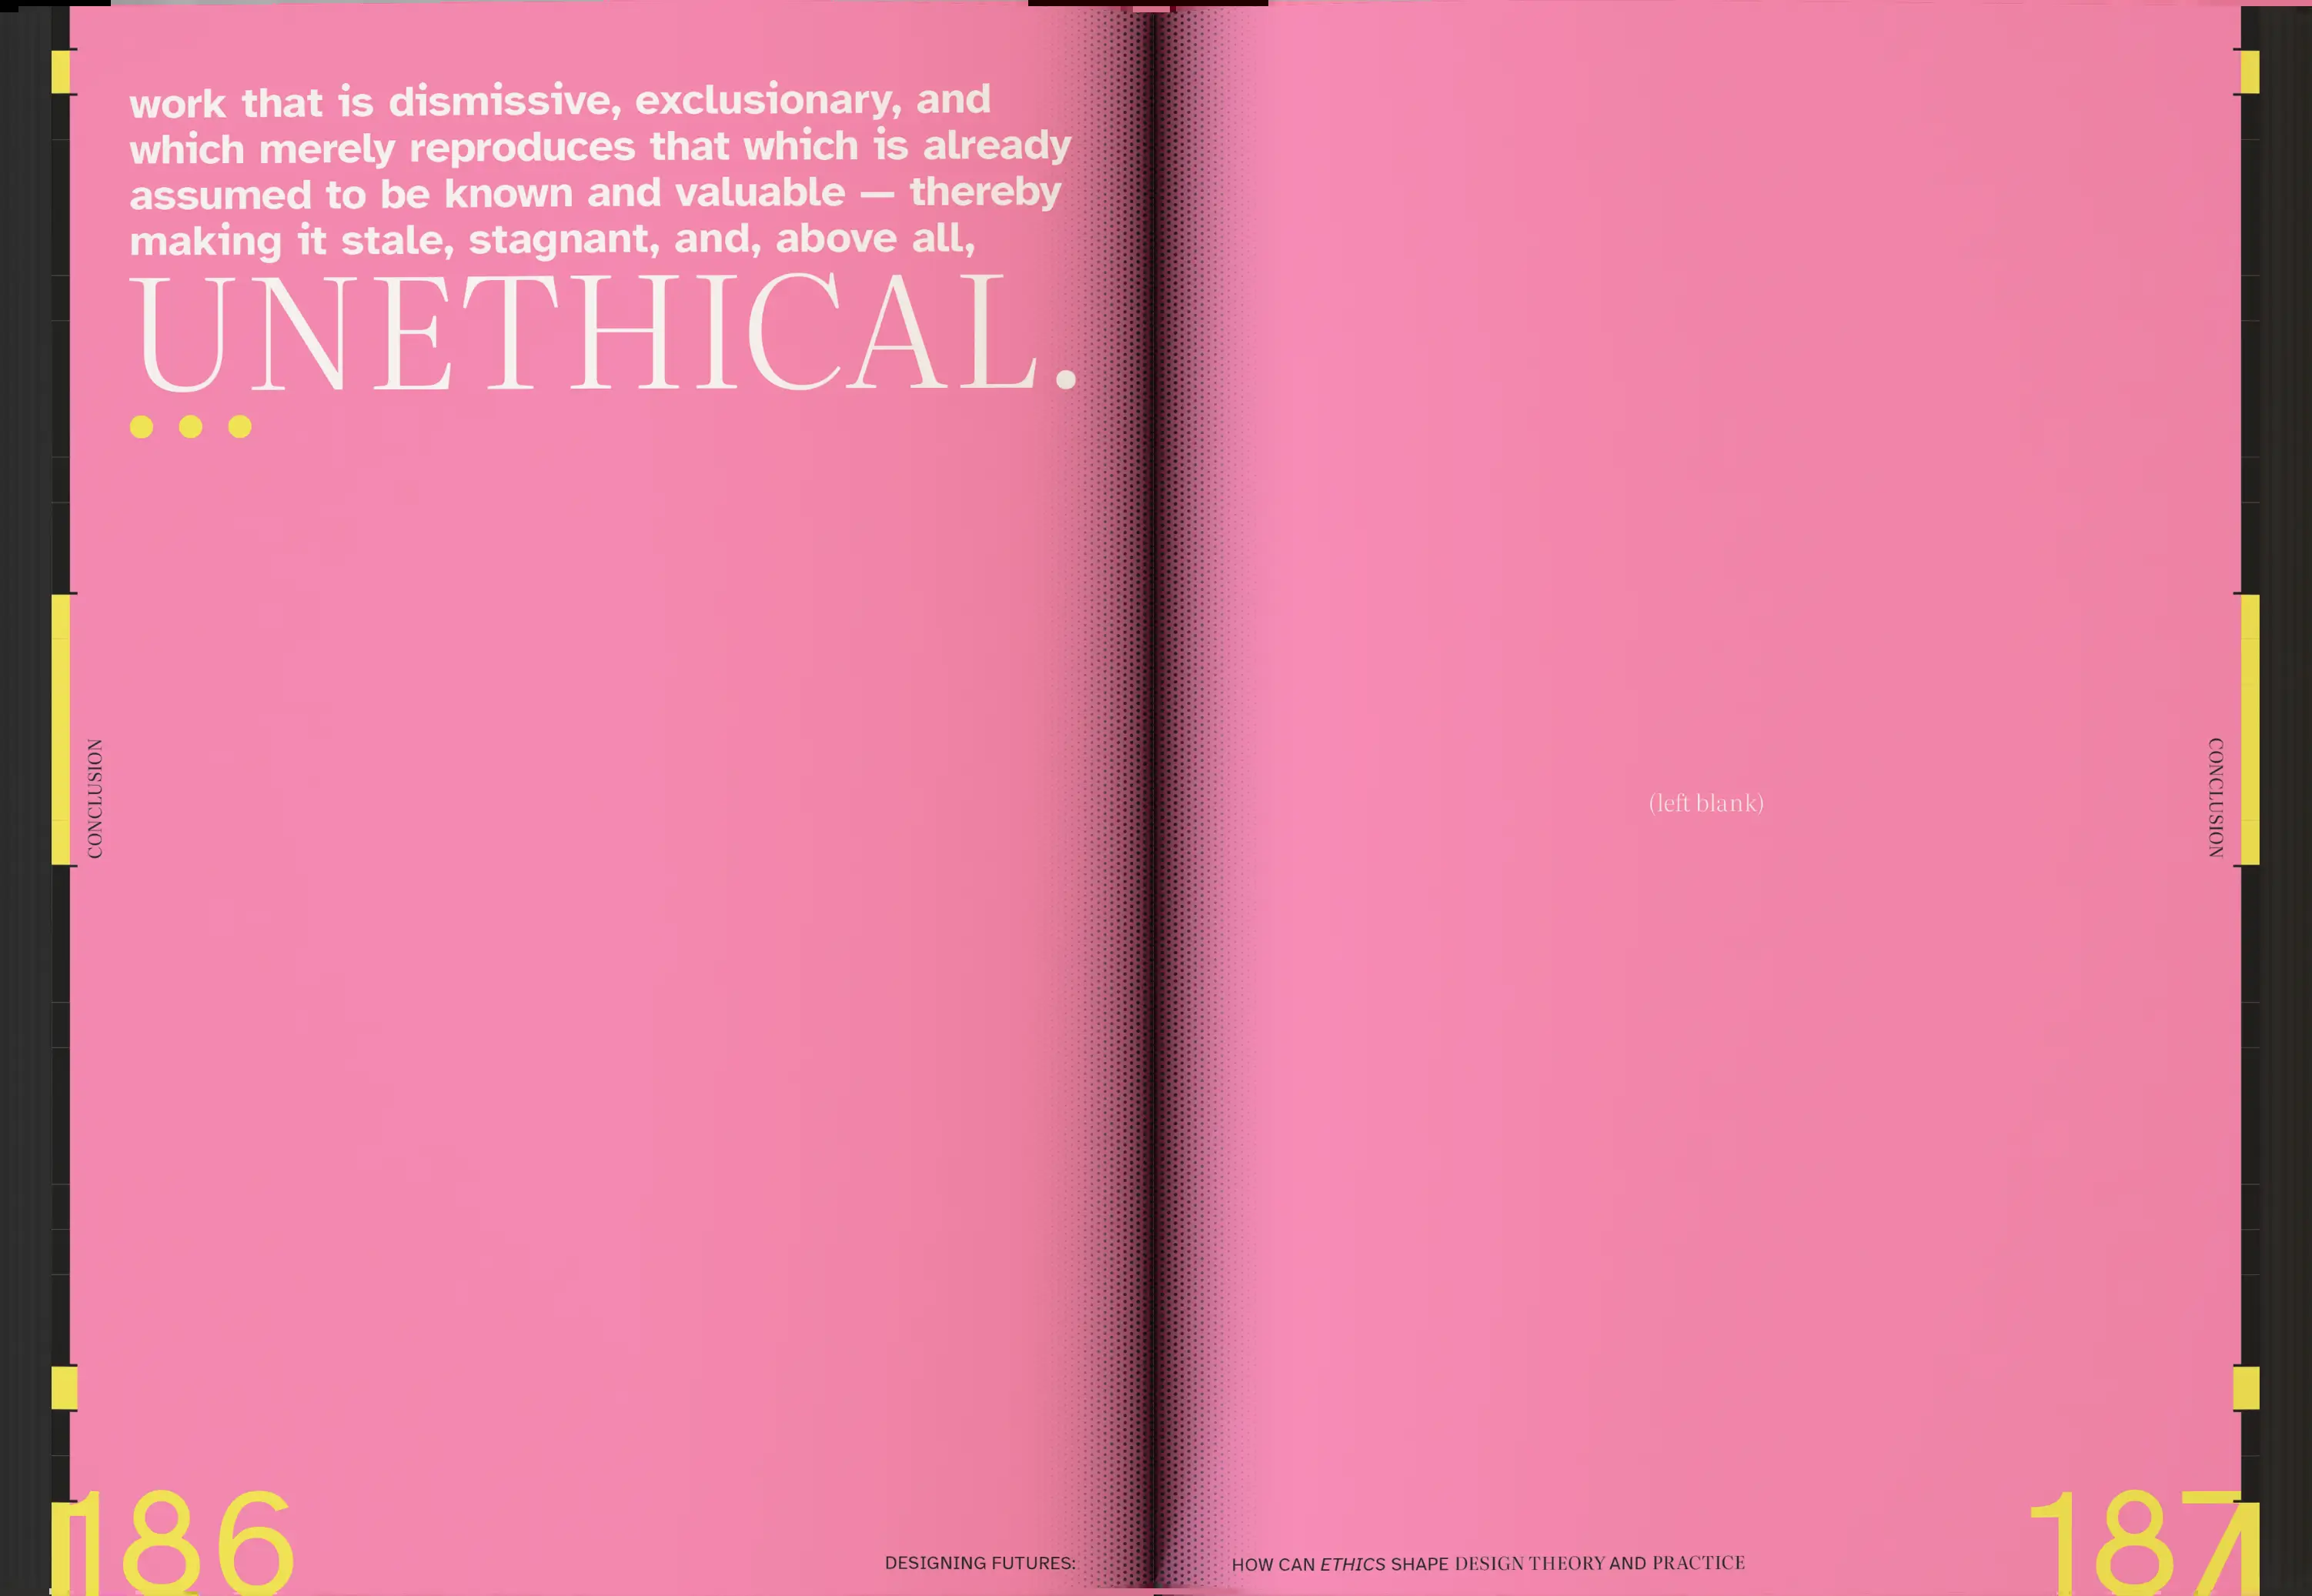 work that is dismissive, exclusionary, and
which merely reproduces that which is already
assumed to be known and valuable — thereby
making it stale, stagnant, and, above all,
UNETHICAL.
CONCLUSION
186
DESIGNING FUTURES:
(left blank)
CONCLUSION
HOW CAN ETHICS SHAPE DESIGN THEORY AND PRACTICE
187